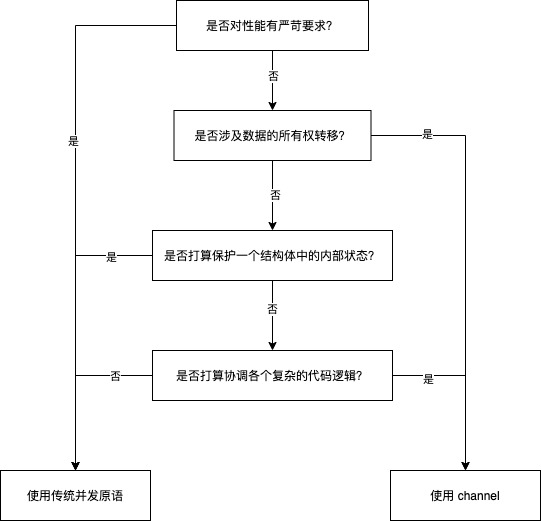 是否对性能有严苛要求?
否
是
是否涉及数据的所有权转移?
是
否
是否打算保护一个结构体中的内部状态?
是
否
是否打算协调各个复杂的代码逻辑?
否
是
使用传统并发原语
使用 channel